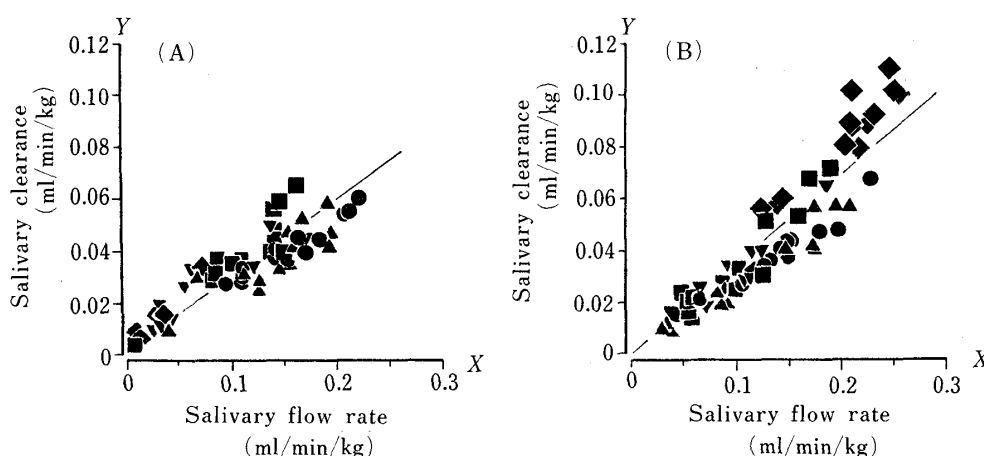 Y
(A)
0.12
0.10
0.08
0.06
0.04
0.02
0
Salivary clearance
(ml/min/kg)
0 0.1 0.2 0.3 X
Salivary flow rate
(ml/min/kg)
Y
(B)
0.12
0.10
0.08
0.06
0.04
0.02
0
Salivary clearance
(ml/min/kg)
0 0.1 0.2 0.3 X
Salivary flow rate
(ml/min/kg)